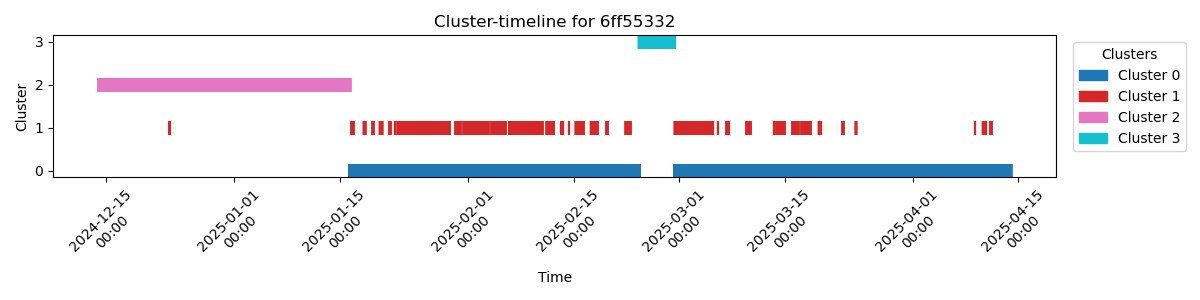 Cluster-timeline for 6ff55332
Cluster
3
2
1
0
2024-12-15
00:00
2025-01-01
00:00
2025-01-15
00:00
2025-02-01
00:00
2025-02-15
00:00
2025-03-01
00:00
2025-03-15
00:00
2025-04-01
00:00
2025-04-15
00:00
Time
Clusters
Cluster 0
Cluster 1
Cluster 2
Cluster 3